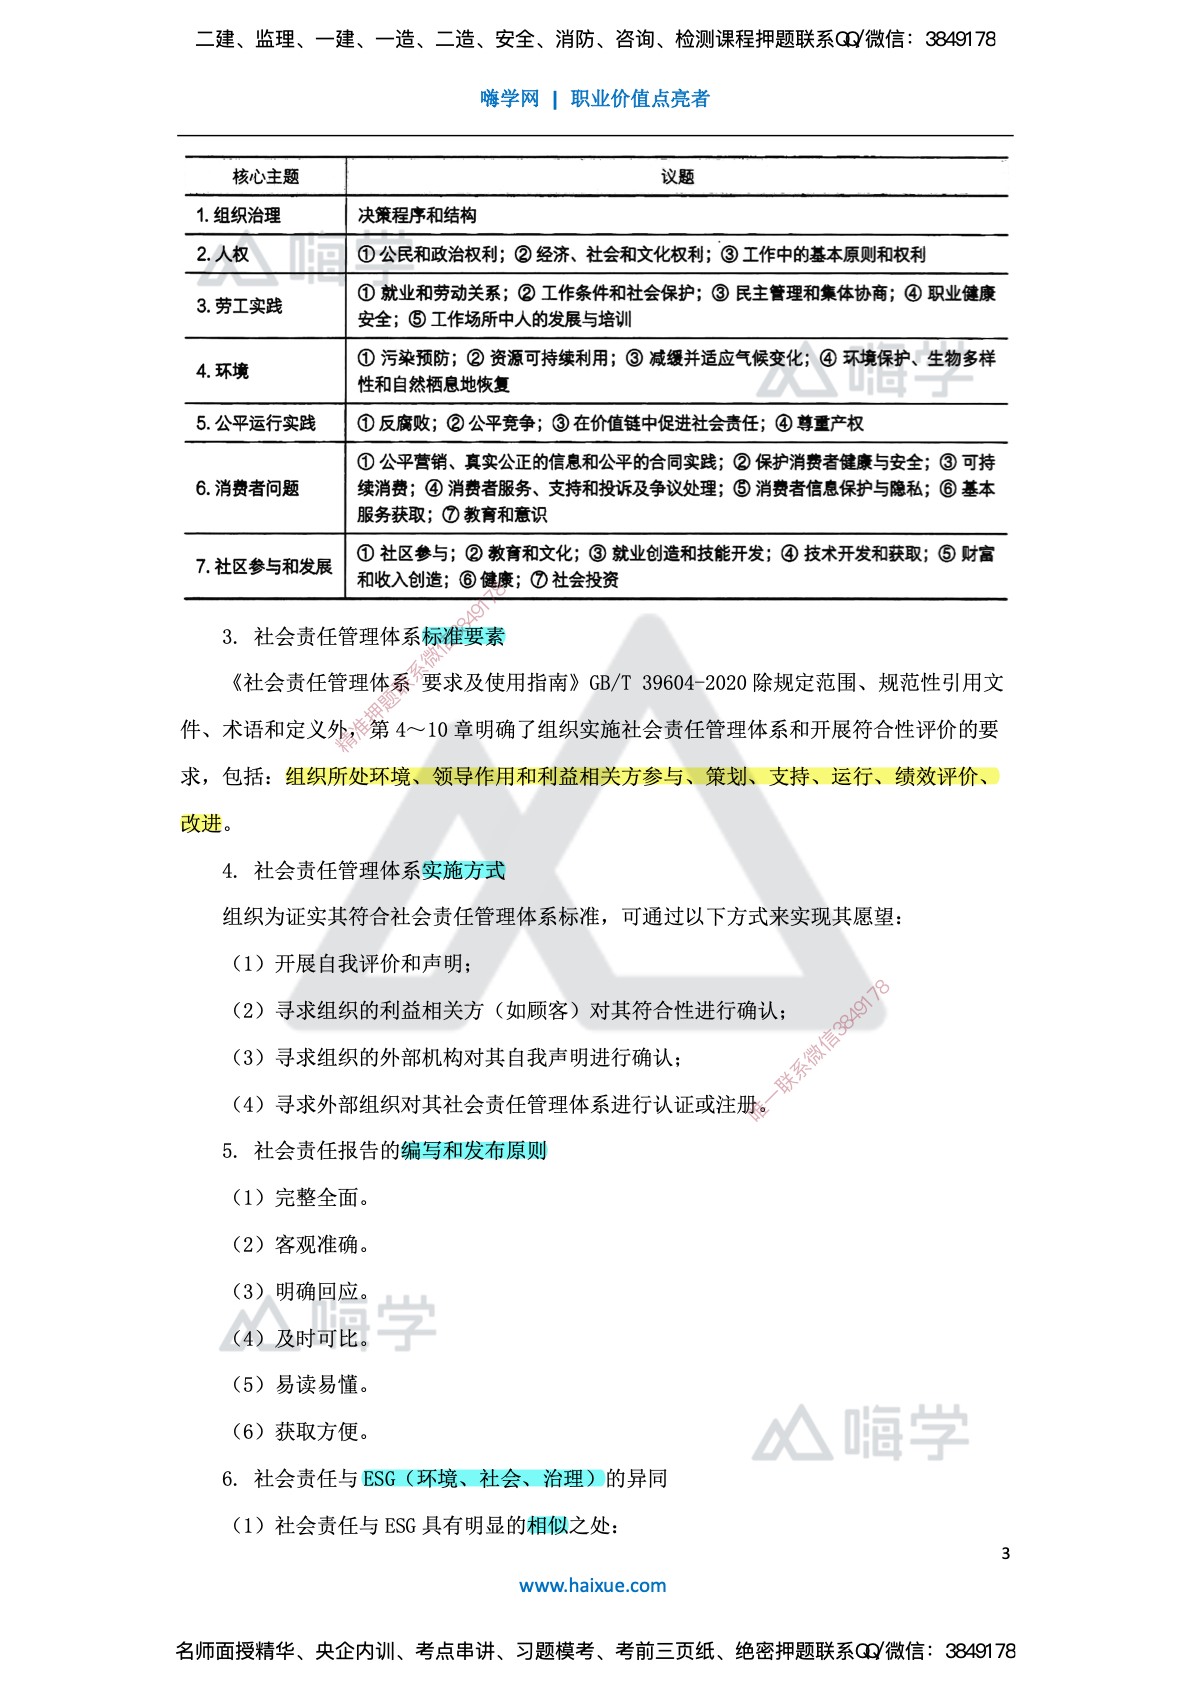 二建、监理、一建、一造、二造、安全、消防、咨询、检测课程押题联系QQ/微信：3849178
嗨学网 | 职业价值点亮者
核心主题 议题
1. 组织治理 决策程序和结构
2. 人权 ① 公民和政治权利；② 经济、社会和文化权利；③ 工作中的基本原则和权利
3. 劳工实践 ① 就业和劳动关系；② 工作条件和社会保护；③ 民主管理和集体协商；④ 职业健康
安全；⑤ 工作场所中人的发展与培训
4. 环境 ① 污染预防；② 资源可持续利用；③ 减缓并适应气候变化；④ 环境保护、生物多样
性和自然栖息地恢复
5. 公平运行实践 ① 反腐败；② 公平竞争；③ 在价值链中促进社会责任；④ 尊重产权
6. 消费者问题 ① 公平营销、真实公正的信息和公平的合同实践；② 保护消费者健康与安全；③ 可持
续消费；④ 消费者服务、支持和投诉及争议处理；⑤ 消费者信息保护与隐私；⑥ 基本
服务获取；⑦ 教育和意识
7. 社区参与和发展 ① 社区参与；② 教育和文化；③ 就业创造和技能开发；④ 技术开发和获取；⑤ 财富
和收入创造；⑥ 健康；⑦ 社会投资
嗨学
嗨学
3. 社会责任管理体系标准要素
《社会责任管理体系 要求及使用指南》GB/T 39604-2020 除规定范围、规范性引用文
件、术语和定义外，第 4～10 章明确了组织实施社会责任管理体系和开展符合性评价的要
求，包括：组织所处环境、领导作用和利益相关方参与、策划、支持、运行、绩效评价、
改进。
精准押题联系微信3849178
4. 社会责任管理体系实施方式
组织为证实其符合社会责任管理体系标准，可通过以下方式来实现其愿望：
（1）开展自我评价和声明；
（2）寻求组织的利益相关方（如顾客）对其符合性进行确认；
（3）寻求组织的外部机构对其自我声明进行确认；
（4）寻求外部组织对其社会责任管理体系进行认证或注册。
唯一联系微信3849178
5. 社会责任报告的编写和发布原则
（1）完整全面。
（2）客观准确。
（3）明确回应。
（4）及时可比。
（5）易读易懂。
（6）获取方便。
嗨学
嗨学
6. 社会责任与 ESG（环境、社会、治理）的异同
（1）社会责任与 ESG 具有明显的相似之处：
3
www.haixue.com
名师面授精华、央企内训、考点串讲、习题模考、考前三页纸、绝密押题联系QQ/微信：3849178